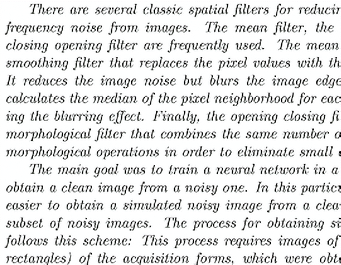 There are several classic spatial filters for reducin
frequency noise from images. The mean filter, the
closing opening filter are frequently used. The mean
smoothing filter that replaces the pixel values with th
It reduces the image noise but blurs the image edge
calculates the median of the pixel neighborhood for eac
ing the blurring effect. Finally, the opening closing fi
morphological filter that combines the same number o
morphological operations in order to eliminate small
The main goal was to train a neural network in a
obtain a clean image from a noisy one. In this partic
easier to obtain a simulated noisy image from a clea
subset of noisy images. The process for obtaining si
follows this scheme: This process requires images of
rectangles) of the acquisition forms, which were obt